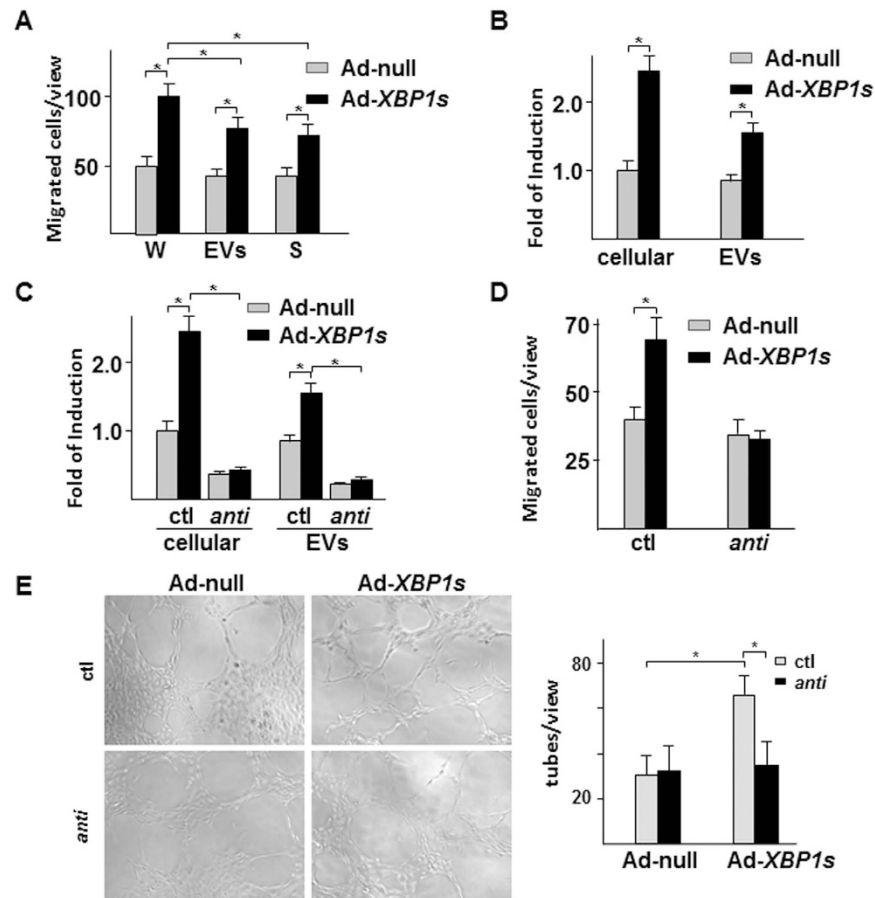 A
Migrated cells/view
100
50
* * *
* * *
Ad-null
Ad-XBP1s
W EVs S
B
Fold of Induction
2.0
1.0
* *
Ad-null
Ad-XBP1s
cellular EVs
C
Fold of Induction
2.0
1.0
* * * *
Ad-null
Ad-XBP1s
ctl anti ctl anti
cellular EVs
D
Migrated cells/view
70
50
25
*
Ad-null
Ad-XBP1s
ctl anti
E
Ad-null Ad-XBP1s
ctl
anti
tubes/view
80
20
* *
ctl
anti
Ad-null Ad-XBP1s